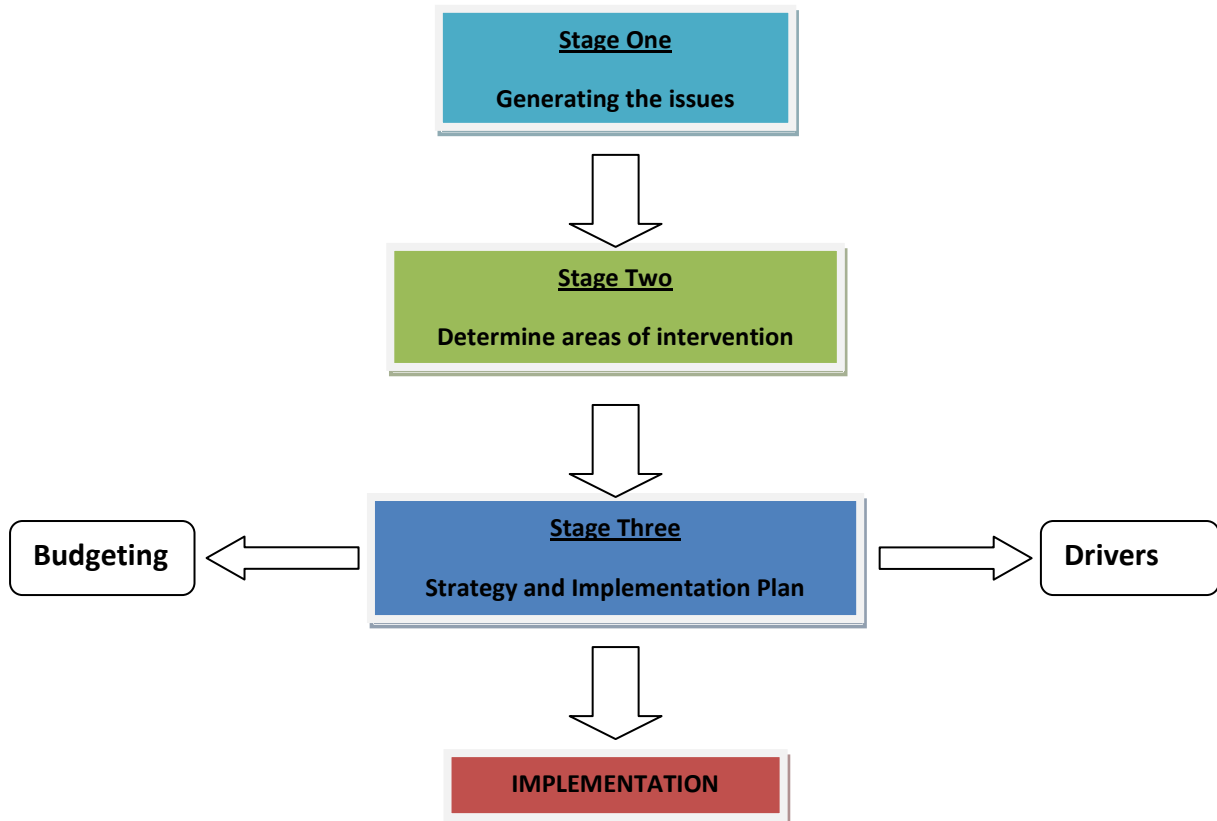 Stage One
Generating the issues
Stage Two
Determine areas of intervention
Budgeting
Stage Three
Strategy and Implementation Plan
Drivers
IMPLEMENTATION